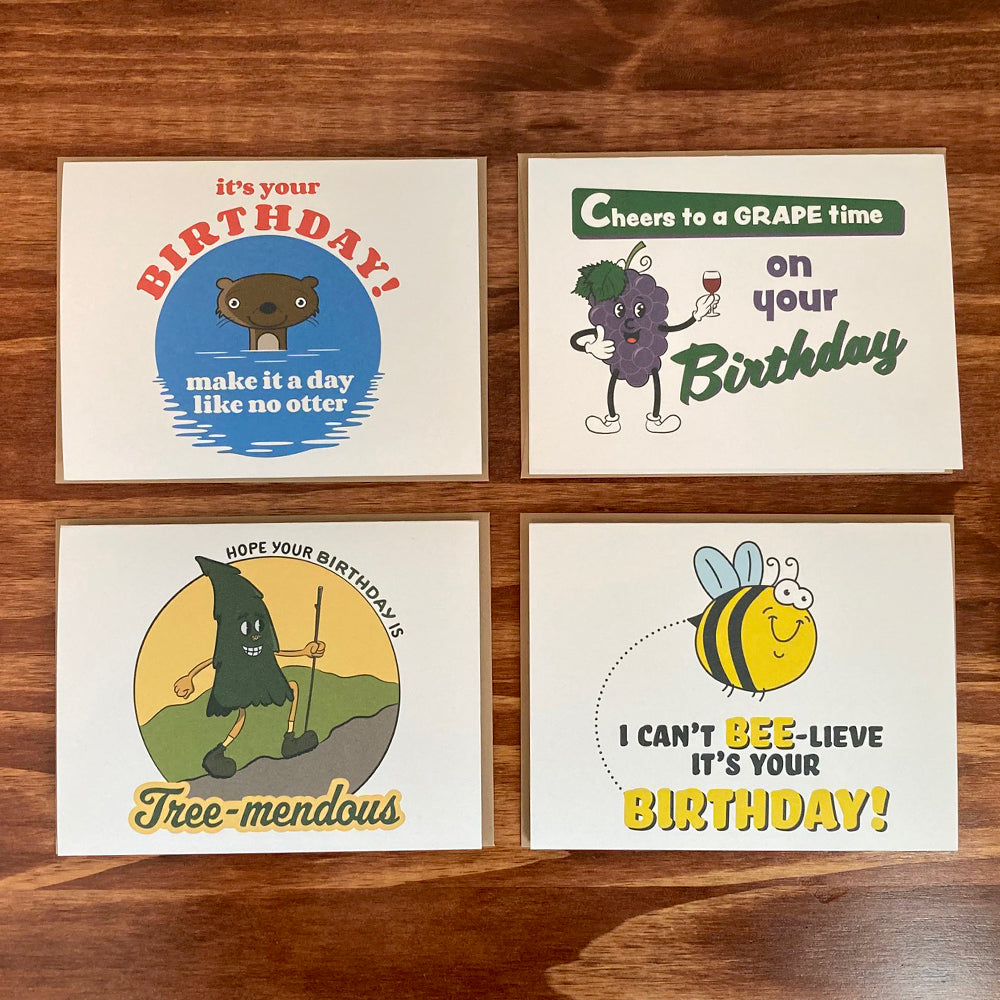 it's your
BIRTHDAY!
make it a day
like no otter
Cheers to a GRAPE time
on
your
Birthday
HOPE YOUR BIRTHDAY IS
Tree-mendous
I CAN'T BEE-LIEVE
IT'S YOUR
BIRTHDAY!